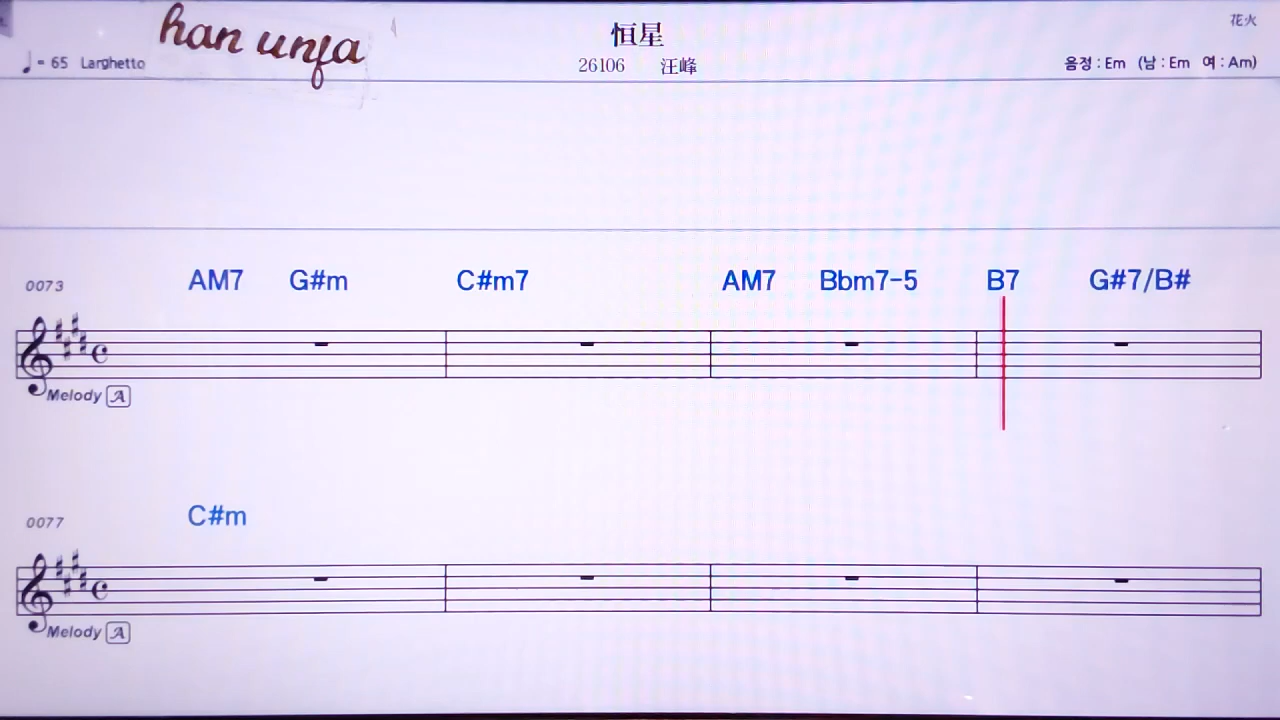 han unfa
恒星
花火
♩= 65 Larghetto
26106 汪峰
음정 : Em (남 : Em 여 : Am)
0073 AM7 G#m C#m7 AM7 Bbm7-5 B7 G#7/B#
Melody A
0077 C#m
Melody A